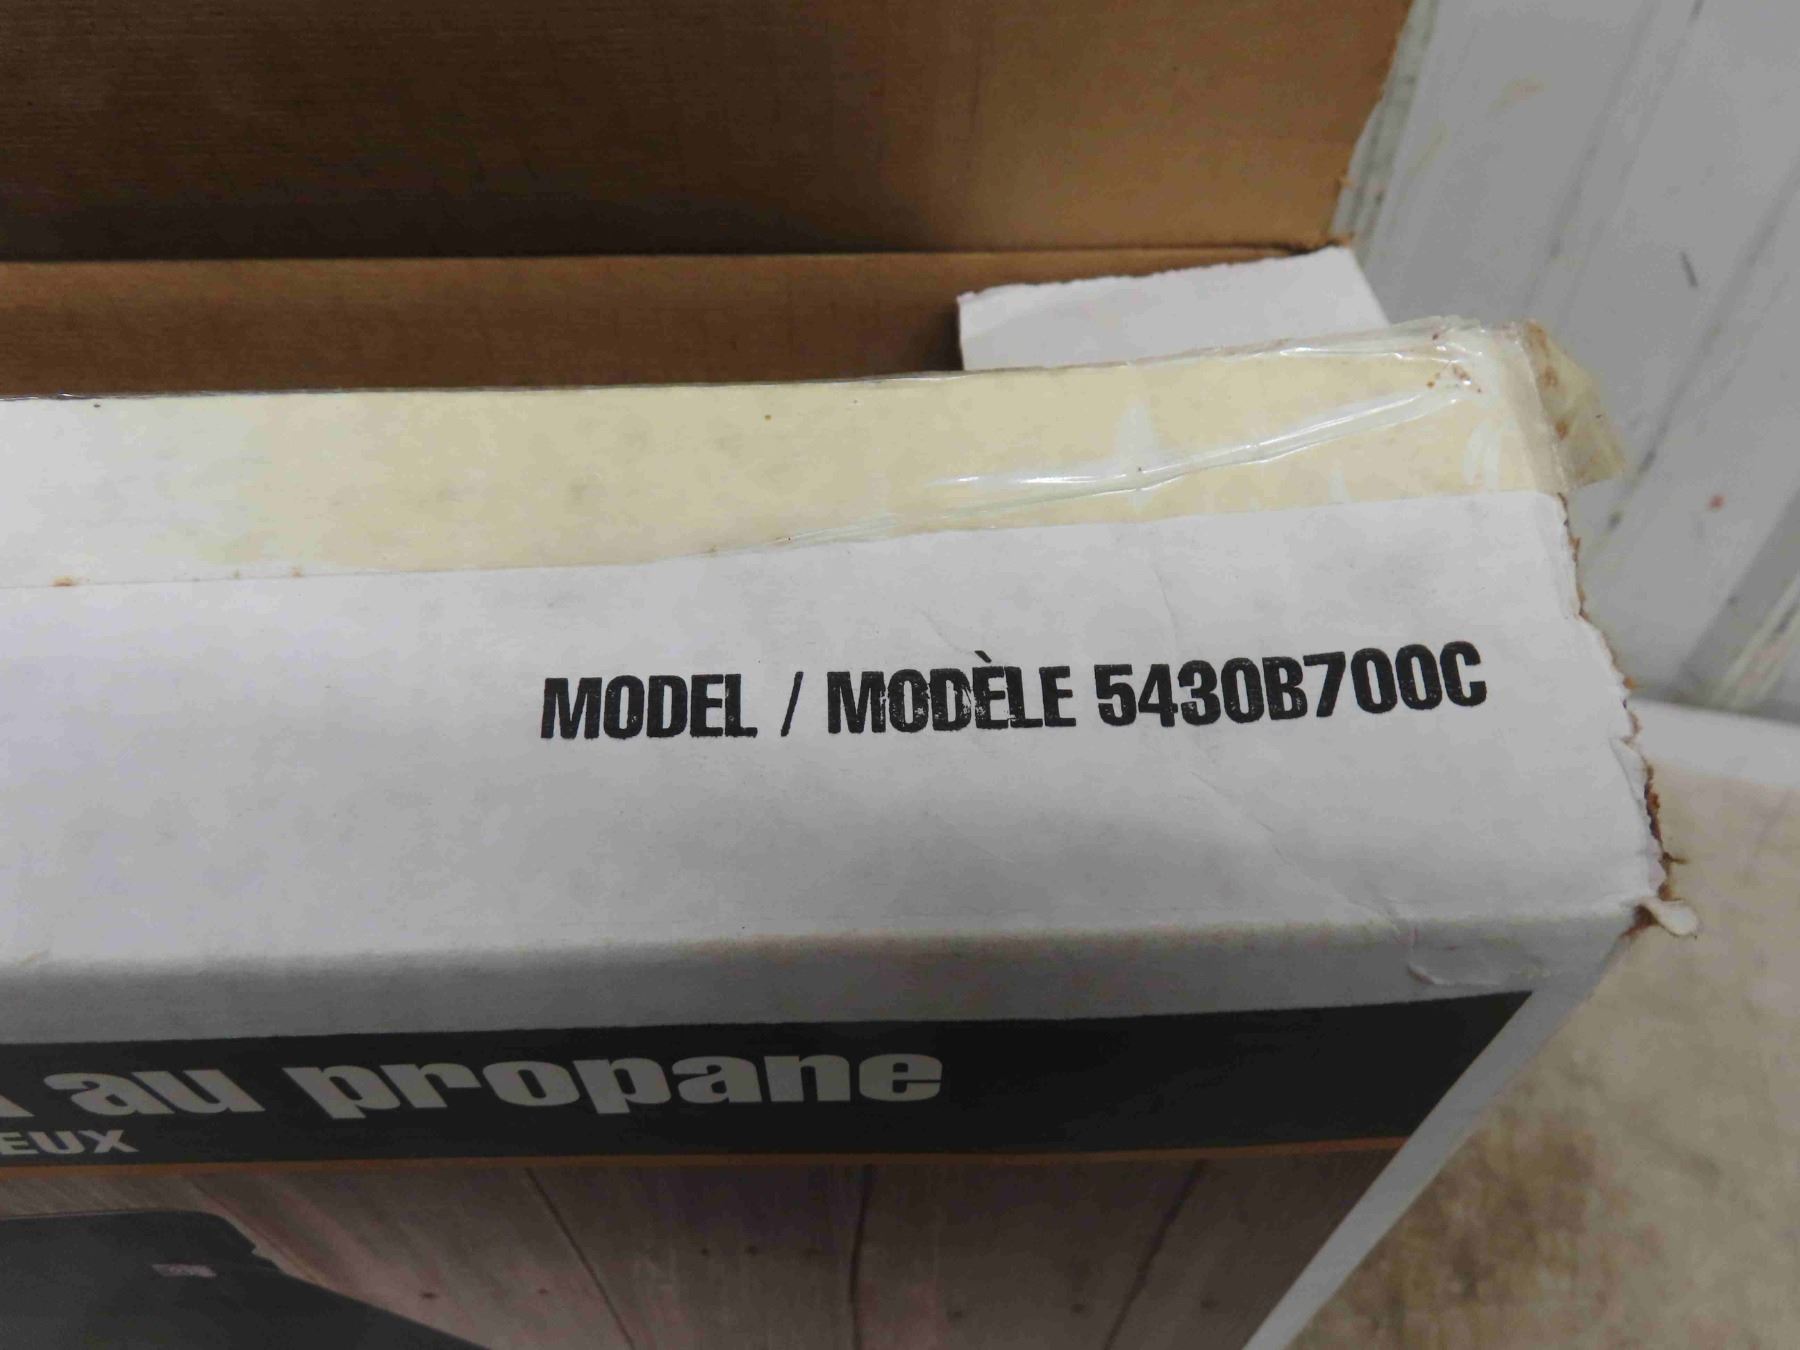 MODEL / MODÈLE 5430B700C
au propane
EUX